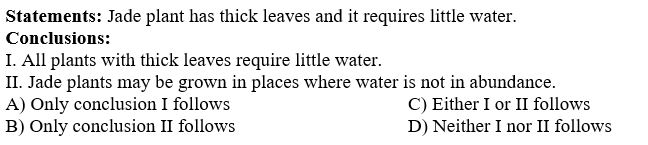 Statements: Jade plant has thick leaves and it requires little water.
Conclusions:
I. All plants with thick leaves require little water.
II. Jade plants may be grown in places where water is not in abundance.
A) Only conclusion I follows C) Either I or II follows
B) Only conclusion II follows D) Neither I nor II follows